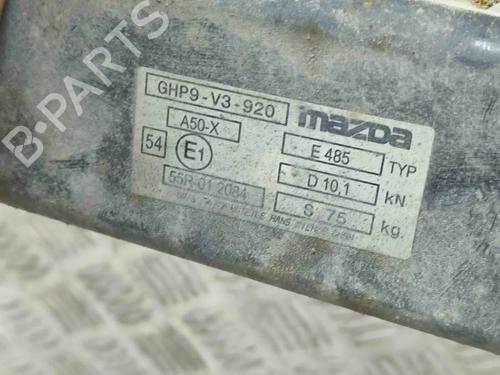 B-PARTS
GHP9-V3-920 mazda
A50-X E 485 TYP
54 E1 D 10,1 kN
55R-01 2084 S 75 kg.